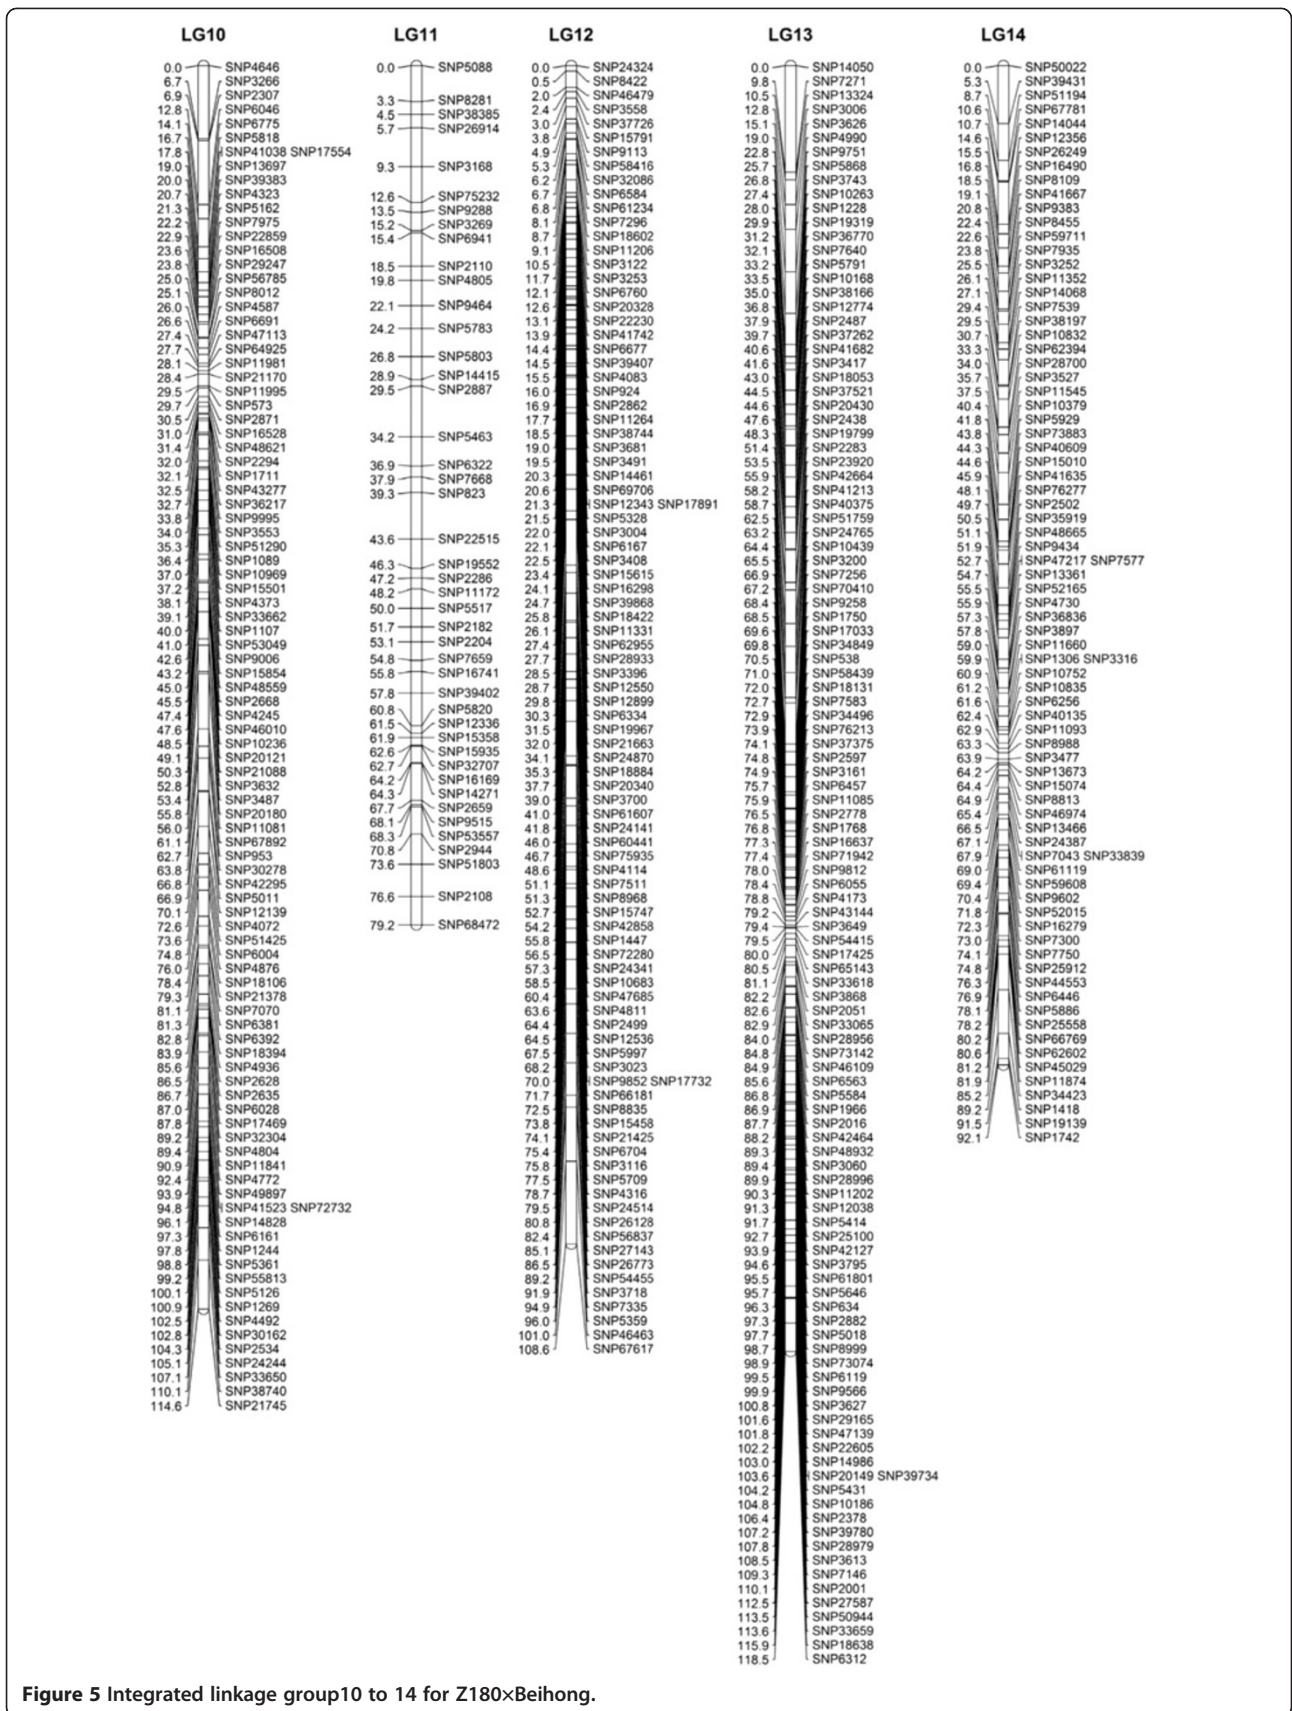 LG10
0.0 SNP4646
6.7 SNP3266
6.9 SNP2307
12.8 SNP6046
14.1 SNP6775
16.7 SNP5818
17.8 SNP41038 SNP17554
19.0 SNP13697
20.0 SNP39383
20.7 SNP4323
21.3 SNP5162
22.2 SNP7975
22.9 SNP22859
23.6 SNP16508
23.8 SNP29247
25.0 SNP56785
25.1 SNP8012
26.0 SNP4587
26.6 SNP6691
27.4 SNP47113
27.7 SNP64925
28.1 SNP11981
28.4 SNP21170
29.5 SNP11995
29.7 SNP573
30.5 SNP2871
31.0 SNP16528
31.4 SNP48621
32.0 SNP2294
32.1 SNP1711
32.5 SNP43277
32.7 SNP36217
33.8 SNP9995
34.0 SNP3553
35.3 SNP51290
36.4 SNP1089
37.0 SNP10969
37.2 SNP15501
38.1 SNP4373
39.1 SNP33662
40.0 SNP1107
41.0 SNP53049
42.6 SNP9006
43.2 SNP15854
45.0 SNP48559
45.5 SNP2668
47.4 SNP4245
47.6 SNP46010
48.5 SNP10236
49.1 SNP20121
50.3 SNP21088
52.8 SNP3632
53.4 SNP3487
55.8 SNP20180
56.0 SNP11081
61.1 SNP67892
62.7 SNP953
63.8 SNP30278
66.8 SNP42295
66.9 SNP5011
70.1 SNP12139
72.6 SNP4072
73.6 SNP51425
74.8 SNP6004
76.0 SNP4876
78.4 SNP18106
79.3 SNP21378
81.1 SNP7070
81.3 SNP6381
82.8 SNP6392
83.9 SNP18394
85.6 SNP4936
86.5 SNP2628
86.7 SNP2635
87.0 SNP6028
87.8 SNP17469
89.2 SNP32304
89.4 SNP4804
90.9 SNP11841
92.4 SNP4772
93.9 SNP49897
94.8 SNP41523 SNP72732
96.1 SNP14828
97.3 SNP6161
97.8 SNP1244
98.8 SNP5361
99.2 SNP55813
100.1 SNP5126
100.9 SNP1269
102.5 SNP4492
102.8 SNP30162
104.3 SNP2534
105.1 SNP24244
107.1 SNP33650
110.1 SNP38740
114.6 SNP21745
LG11
0.0 SNP5088
3.3 SNP8281
4.5 SNP38385
5.7 SNP26914
9.3 SNP3168
12.6 SNP75232
13.5 SNP9288
15.2 SNP3269
15.4 SNP6941
18.5 SNP2110
19.8 SNP4805
22.1 SNP9464
24.2 SNP5783
26.8 SNP5803
28.9 SNP14415
29.5 SNP2887
34.2 SNP5463
36.9 SNP6322
37.9 SNP7668
39.3 SNP823
43.6 SNP22515
46.3 SNP19552
47.2 SNP2286
48.2 SNP11172
50.0 SNP5517
51.7 SNP2182
53.1 SNP2204
54.8 SNP7659
55.8 SNP16741
57.8 SNP39402
60.8 SNP5820
61.5 SNP12336
61.9 SNP15358
62.6 SNP15935
62.7 SNP32707
64.2 SNP16169
64.3 SNP14271
67.7 SNP2659
68.1 SNP9515
68.3 SNP53557
70.8 SNP2944
73.6 SNP51803
76.6 SNP2108
79.2 SNP68472
LG12
0.0 SNP24324
0.5 SNP8422
2.0 SNP46479
2.4 SNP3558
3.0 SNP37726
3.8 SNP15791
4.9 SNP9113
5.3 SNP58416
6.2 SNP32086
6.7 SNP6584
6.8 SNP61234
8.1 SNP7296
8.7 SNP18602
9.1 SNP11206
10.5 SNP3122
11.7 SNP3253
12.1 SNP6760
12.6 SNP20328
13.1 SNP22230
13.9 SNP41742
14.4 SNP6677
14.5 SNP39407
15.5 SNP4083
16.0 SNP924
16.9 SNP2862
17.7 SNP11264
18.5 SNP38744
19.0 SNP3681
19.5 SNP3491
20.3 SNP14461
20.6 SNP69706
21.3 SNP12343 SNP17891
21.5 SNP5328
22.0 SNP3004
22.1 SNP6167
22.5 SNP3408
23.4 SNP15615
24.1 SNP16298
24.7 SNP39868
25.8 SNP18422
26.1 SNP11331
27.4 SNP62955
27.7 SNP28933
28.5 SNP3396
28.7 SNP12550
29.8 SNP12899
30.3 SNP6334
31.5 SNP19967
32.0 SNP21663
34.1 SNP24870
35.3 SNP18884
37.7 SNP20340
39.0 SNP3700
41.0 SNP61607
41.8 SNP24141
46.0 SNP60441
46.7 SNP75935
48.6 SNP4114
51.1 SNP7511
51.3 SNP8968
52.7 SNP15747
54.2 SNP42858
55.8 SNP1447
56.5 SNP72280
57.3 SNP24341
58.5 SNP10683
60.4 SNP47685
63.6 SNP4811
64.4 SNP2499
64.5 SNP12536
67.5 SNP5997
68.2 SNP3023
70.0 SNP9852 SNP17732
71.7 SNP66181
72.5 SNP8835
73.8 SNP15458
74.1 SNP21425
75.4 SNP6704
75.8 SNP3116
77.5 SNP5709
78.7 SNP4316
79.5 SNP24514
80.8 SNP26128
82.4 SNP56837
85.1 SNP27143
86.5 SNP26773
89.2 SNP54455
91.9 SNP3718
94.9 SNP7335
96.0 SNP5359
101.0 SNP46463
108.6 SNP67617
LG13
0.0 SNP14050
9.8 SNP7271
10.5 SNP13324
12.8 SNP3006
15.1 SNP3626
19.0 SNP4990
22.8 SNP9751
25.7 SNP5868
26.8 SNP3743
27.4 SNP10263
28.0 SNP1228
29.9 SNP19319
31.2 SNP36770
32.1 SNP7640
33.2 SNP5791
33.5 SNP10168
35.0 SNP38166
36.8 SNP12774
37.9 SNP2487
39.7 SNP37262
40.6 SNP41682
41.6 SNP3417
43.0 SNP18053
44.5 SNP37521
44.6 SNP20430
47.6 SNP2438
48.3 SNP19799
51.4 SNP2283
53.5 SNP23920
55.9 SNP42664
58.2 SNP41213
58.7 SNP40375
62.5 SNP51759
63.2 SNP24765
64.4 SNP10439
65.5 SNP3200
66.9 SNP7256
67.2 SNP70410
68.4 SNP9258
68.5 SNP1750
69.6 SNP17033
69.8 SNP34849
70.5 SNP538
71.0 SNP58439
72.0 SNP18131
72.7 SNP7583
72.9 SNP34496
73.9 SNP76213
74.1 SNP37375
74.8 SNP2597
74.9 SNP3161
75.7 SNP6457
75.9 SNP11085
76.5 SNP2778
76.8 SNP1768
77.3 SNP16637
77.4 SNP71942
78.0 SNP9812
78.4 SNP6055
78.8 SNP4173
79.2 SNP43144
79.4 SNP3649
79.5 SNP54415
80.0 SNP17425
80.5 SNP65143
81.1 SNP33618
82.2 SNP3868
82.6 SNP2051
82.9 SNP33065
84.0 SNP28956
84.8 SNP73142
84.9 SNP46109
85.6 SNP6563
86.8 SNP5584
86.9 SNP1966
87.7 SNP2016
88.2 SNP42464
89.3 SNP48932
89.4 SNP3060
89.9 SNP28996
90.3 SNP11202
91.3 SNP12038
91.7 SNP5414
92.7 SNP25100
93.9 SNP42127
94.6 SNP3795
95.5 SNP61801
95.7 SNP5646
96.3 SNP634
97.3 SNP2882
97.7 SNP5018
98.7 SNP8999
98.9 SNP73074
99.5 SNP6119
99.9 SNP9566
100.8 SNP3627
101.6 SNP29165
101.8 SNP47139
102.2 SNP22605
103.0 SNP14986
103.6 SNP20149 SNP39734
104.2 SNP5431
104.8 SNP10186
106.4 SNP2378
107.2 SNP39780
107.8 SNP28979
108.5 SNP3613
109.3 SNP7146
110.1 SNP2001
112.5 SNP27587
113.5 SNP50944
113.6 SNP33659
115.9 SNP18638
118.5 SNP6312
LG14
0.0 SNP50022
5.3 SNP39431
8.7 SNP51194
10.6 SNP67781
10.7 SNP14044
14.6 SNP12356
15.5 SNP26249
16.8 SNP16490
18.5 SNP8109
19.1 SNP41667
20.8 SNP9383
22.4 SNP8455
22.6 SNP59711
23.8 SNP7935
25.5 SNP3252
26.1 SNP11352
27.1 SNP14068
29.4 SNP7539
29.5 SNP38197
30.7 SNP10832
33.3 SNP62394
34.0 SNP28700
35.7 SNP3527
37.5 SNP11545
40.4 SNP10379
41.8 SNP5929
43.8 SNP73883
44.3 SNP40609
44.6 SNP15010
45.9 SNP41635
48.1 SNP76277
49.7 SNP2502
50.5 SNP35919
51.1 SNP48665
51.9 SNP9434
52.7 SNP47217 SNP7577
54.7 SNP13361
55.5 SNP52165
55.9 SNP4730
57.3 SNP36836
57.8 SNP3897
59.0 SNP11660
59.9 SNP1306 SNP3316
60.9 SNP10752
61.2 SNP10835
61.6 SNP6256
62.4 SNP40135
62.9 SNP11093
63.3 SNP8988
63.9 SNP3477
64.2 SNP13673
64.4 SNP15074
64.9 SNP8813
65.4 SNP46974
66.5 SNP13466
67.1 SNP24387
67.9 SNP7043 SNP33839
69.0 SNP61119
69.4 SNP59608
70.4 SNP9602
71.8 SNP52015
72.3 SNP16279
73.0 SNP7300
74.1 SNP7750
74.8 SNP25912
76.3 SNP44553
76.9 SNP6446
78.1 SNP5886
78.2 SNP25558
80.2 SNP66769
80.6 SNP62602
81.2 SNP45029
81.9 SNP11874
85.2 SNP34423
89.2 SNP1418
91.5 SNP19139
92.1 SNP1742
Figure 5 Integrated linkage group10 to 14 for Z180×Beihong.